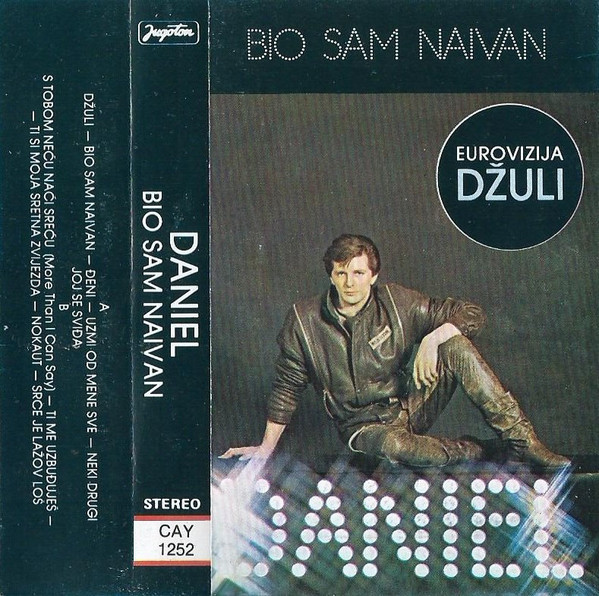 DŽULI — BIO SAM NAIVAN — ĐENI — UZMI OD MENE SVE — NEKI DRUGI
JOJ SE SVIĐA
A
B
S TOBOM NEĆU NAĆI SREĆU (More Than I Can Say) — TI ME UZBUĐUJEŠ —
— TI SI MOJA SRETNA ZVIJEZDA — NOKAUT — SRCE JE LAŽOV LOŠ
Jugoton
DANIEL
BIO SAM NAIVAN
STEREO
CAY
1252
BIO SAM NAIVAN
EUROVIZIJA
DŽULI
DANIEL